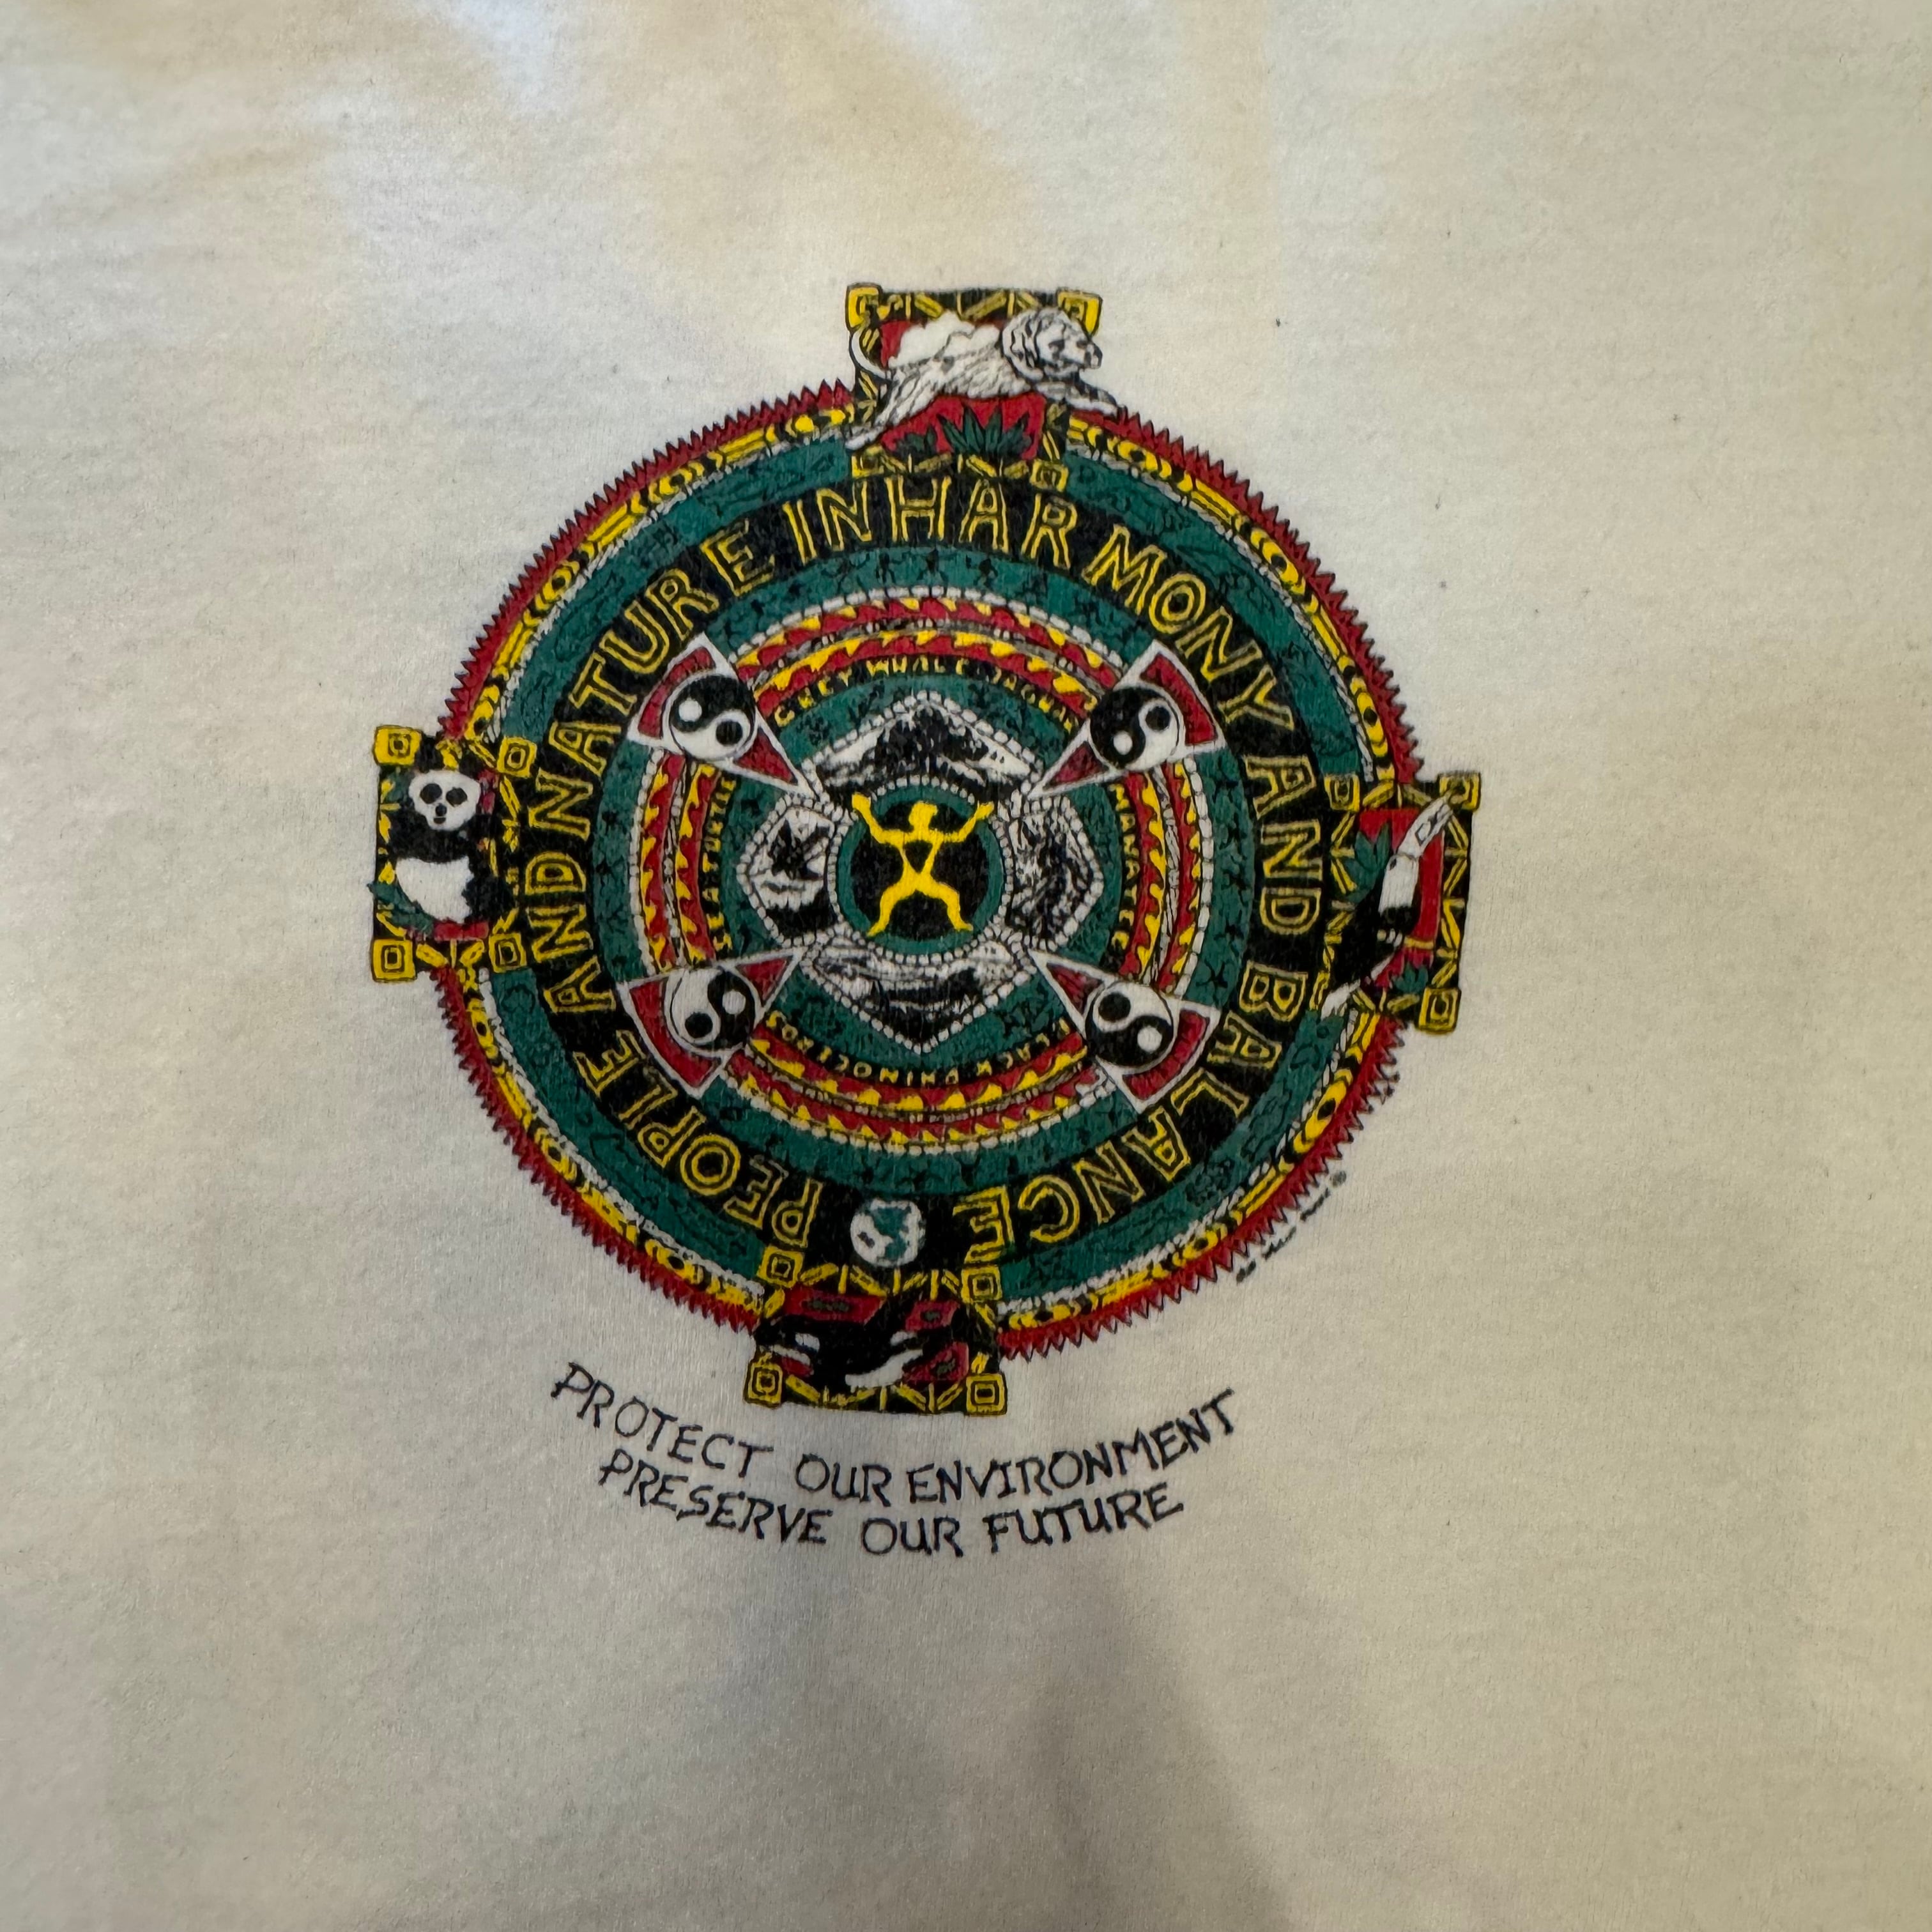 PEOPLE AND NATURE IN HARMONY AND BALANCE
GREY WHALE
SEA TURTLE
BLACK RHINOCEROS
PROTECT OUR ENVIRONMENT
PRESERVE OUR FUTURE